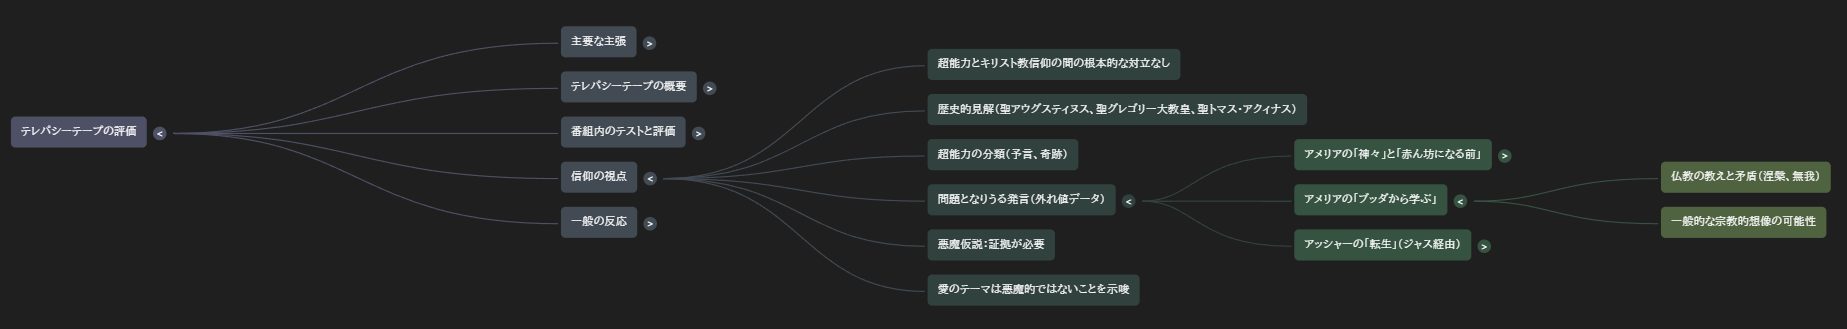 テレパシーテープの評価
主要な主張
テレパシーテープの概要
番組内のテストと評価
信仰の視点
一般の反応
超能力とキリスト教信仰の間の根本的な対立なし
歴史的見解(聖アウグスティヌス、聖グレゴリー大教皇、聖トマス・アクィナス)
超能力の分類(予言、奇跡)
問題となりうる発言(外れ値データ)
悪魔仮説:証拠が必要
愛のテーマは悪魔的ではないことを示唆
アメリアの「神々」と「赤ん坊になる前」
アメリアの「ブッダから学ぶ」
アッシャーの「転生」(ジャス経由)
仏教の教えと矛盾(涅槃、無我)
一般的な宗教的想像の可能性